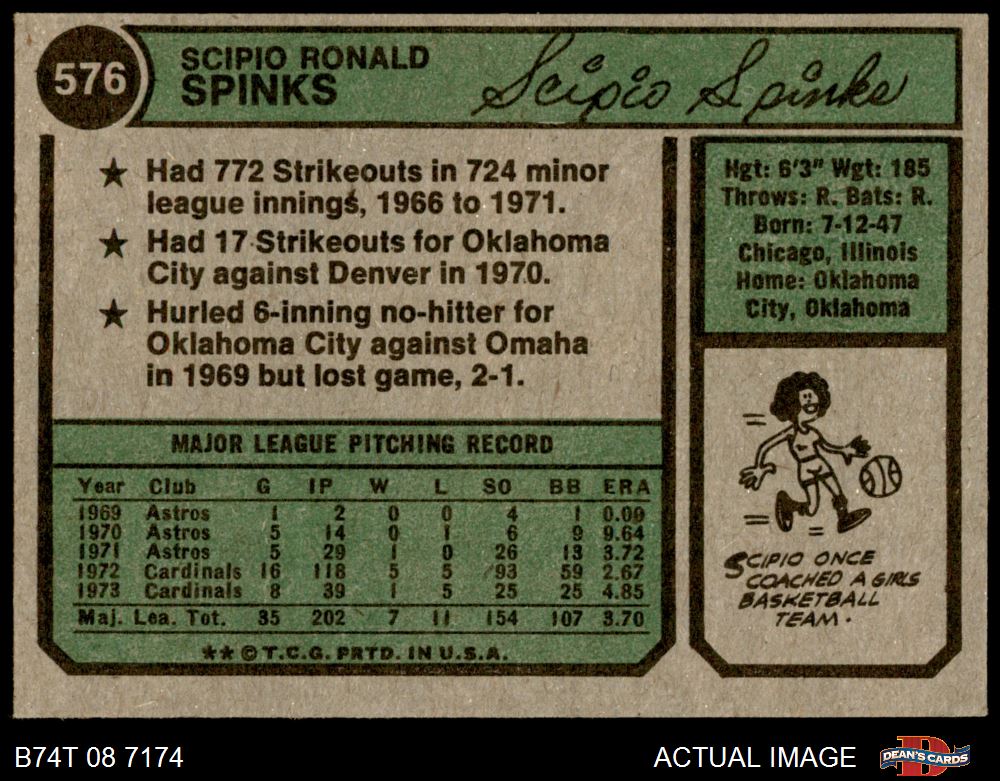 576
SCIPIO RONALD
SPINKS
Scipio Spinks
★ Had 772 Strikeouts in 724 minor
league innings, 1966 to 1971.
★ Had 17 Strikeouts for Oklahoma
City against Denver in 1970.
★ Hurled 6-inning no-hitter for
Oklahoma City against Omaha
in 1969 but lost game, 2-1.
Hgt: 6'3" Wgt: 185
Throws: R. Bats: R.
Born: 7-12-47
Chicago, Illinois
Home: Oklahoma
City, Oklahoma
MAJOR LEAGUE PITCHING RECORD
Year Club G IP W L SO BB ERA
1969 Astros 1 2 0 0 4 1 0.00
1970 Astros 5 14 0 1 6 9 9.64
1971 Astros 5 29 1 0 26 13 3.72
1972 Cardinals 16 118 5 5 93 59 2.67
1973 Cardinals 8 39 1 5 25 25 4.85
Maj. Lea. Tot. 35 202 7 11 154 107 3.70
★★ © T.C.G. PRTD. IN U.S.A.
SCIPIO ONCE
COACHED A GIRLS
BASKETBALL
TEAM.
B74T 08 7174
ACTUAL IMAGE
DEAN'S CARDS